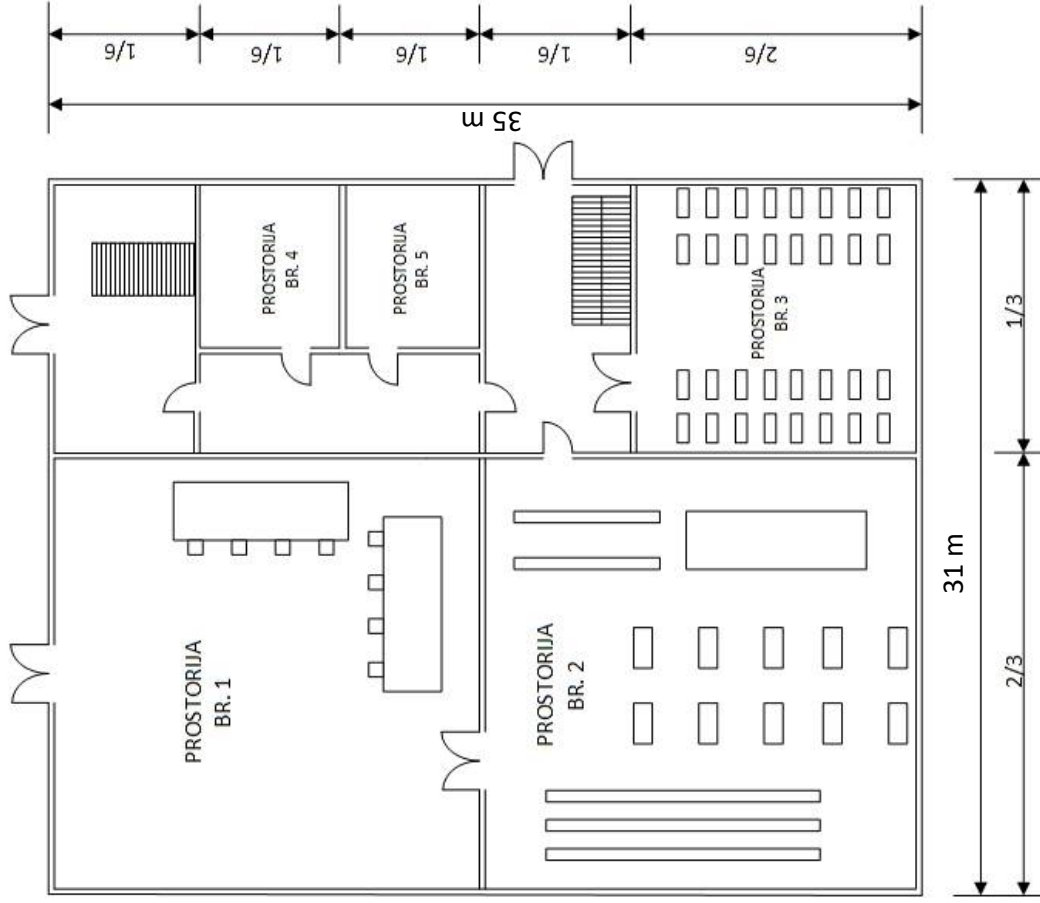 1/6
1/6
1/6
1/6
2/6
35 m
PROSTORIJA
BR. 4
PROSTORIJA
BR. 5
PROSTORIJA
BR. 3
PROSTORIJA
BR. 1
PROSTORIJA
BR. 2
31 m
1/3
2/3